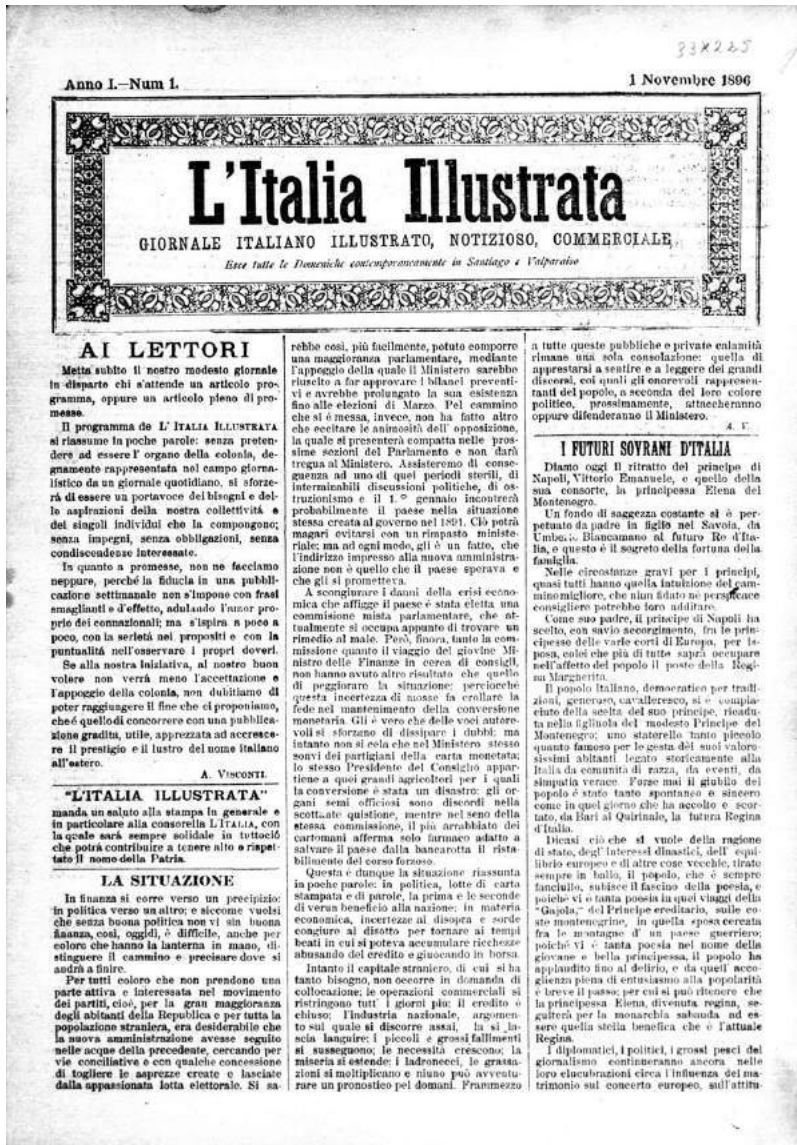 33X225
Anno I.—Num 1.
1 Novembre 1896
L'Italia Illustrata
GIORNALE ITALIANO ILLUSTRATO, NOTIZIOSO, COMMERCIALE,
Esce tutte le Domeniche contemporaneamente in Santiago e Valparaiso
AI LETTORI
Metta subito il nostro modesto giornale
in disparte chi s'attende un articolo pro-
gramma, oppure un articolo pieno di pro-
messe.
Il programma de L' ITALIA ILLUSTRATA
si riassume in poche parole: senza preten-
dere ad essere l' organo della colonia, de-
gnamente rappresentata nel campo giorna-
listico da un giornale quotidiano, si sforze-
rá di essere un portavoce dei bisogni e del-
le aspirazioni della nostra collettivitá e
dei singoli individui che la compongono;
senza impegni, senza obbligazioni, senza
condiscendenze interessate.
In quanto a promesse, non ne facciamo
neppure, perché la fiducia in una pubbli-
cazione settimanale non s'impone con frasi
smaglianti e d'effetto, adulando l'amor pro-
prio dei connazionali; ma s'ispira a poco a
poco, con la serietá nei propositi e con la
puntualitá nell'osservare i propri doveri.
Se alla nostra iniziativa, al nostro buon
volere non verrá meno l'accettazione e
l'appoggio della colonia, non dubitiamo di
poter raggiungere il fine che ci proponiamo,
che é quello di concorrere con una pubblica-
zione gradita, utile, apprezzata ad accresce-
re il prestigio e il lustro del nome italiano
all'estero.
A. VISCONTI.
"L'ITALIA ILLUSTRATA"
manda un saluto alla stampa in generale e
in particolare alla consorella L'ITALIA, con
la quale sará sempre solidale in tuttoció
che potrá contribuire a tenere alto e rispet-
tato il nome della Patria.
LA SITUAZIONE
In finanza si corre verso un precipizio;
in politica verso un altro; e siccome vuolsi
che senza buona politica non vi sia buona
finanza, cosi, oggidi, é difficile, anche per
coloro che hanno la lanterna in mano, di-
stinguere il cammino e precisare dove si
andrá a finire.
Per tutti coloro che non prendono una
parte attiva e interessata nel movimento
dei partiti, cioé, per la gran maggioranza
degli abitanti della Republica e per tutta la
popolazione straniera, era desiderabile che
la nuova amministrazione avesse seguito
nelle acque della precedente, cercando per
vie conciliative e con qualche concessione
di togliere le asprezze create e lasciate
dalla appassionata lotta elettorale. Si sa-
rebbe cosi, più facilmente, potuto comporre
una maggioranza parlamentare, mediante
l'appoggio della quale il Ministero sarebbe
riuscito a far approvare i bilanci preventi-
vi e avrebbe prolungato la sua esistenza
fino alle elezioni di Marzo. Pel cammino
che si é messa, invece, non ha fatto altro
che eccitare le animositá dell' opposizione,
la quale si presenterá compatta nelle pros-
sime sezioni del Parlamento e non dará
tregua al Ministero. Assisteremo di conse-
guenza ad uno di quei periodi sterili, di
interminabili discussioni politiche, di os-
truzionismo e il 1.° gennaio incontrerá
probabilmente il paese nella situazione
stessa creata al governo nel 1891. Ció potrá
magari evitarsi con un rimpasto ministe-
riale; ma ad ogni modo, gli é un fatto, che
l'indirizzo impresso alla nuova amministra-
zione non é quello che il paese sperava e
che gli si prometteva.
A scongiurare i danni della crisi econo-
mica che affigge il paese é stata eletta una
commisione mista parlamentare, che at-
tualmente si occupa appunto di trovare un
rimedio al male. Peró, finora, tanto la com-
missione quanto il viaggio del giovine Mi-
nistro delle Finanze in cerca di consigli,
non hanno avuto altro risultato che quello
di peggiorare la situazione; perciocché
questa incertezza di mosse fa crollare la
fede nel mantenimento della conversione
monetaria. Gli é vero che delle voci autore-
voli si sforzano di dissipare i dubbi; ma
intanto non si cela che nel Ministero stesso
sonvi dei partigiani della carta monetata;
lo stesso Presidente del Consiglio appar-
tiene a quei grandi agricoltori per i quali
la conversione é stata un disastro: gli or-
gani semi officiosi sono discordi nella
scottante quistione, mentre nel seno della
stessa commissione, il più arrabbiato dei
cartomani afferma solo farmaco adatto a
salvare il paese dalla bancarotta il rista-
bilimento del corso forzoso.
Questa é dunque la situazione riassunta
in poche parole: in politica, lotte di carta
stampata e di parole, la prima e le seconde
di verun beneficio alla nazione; in materia
economica, incertezze al disopra e sorde
congiure al disotto per tornare ai tempi
beati in cui si poteva accumulare ricchezze
abusando del credito e giuocando in borsa.
Intanto il capitale straniero, di cui si ha
tanto bisogno, non occorre in domanda di
collocazione; le operazioni commerciali si
ristringono tutt' i giorni piu; il credito é
chiuso; l'industria nazionale, argomen-
to sul quale si discorre assai, la si la-
scia languire; i piccoli e grossi fallimenti
si susseguono; le necessitá crescono; la
miseria si estende; i ladronecci, le grassa-
zioni si moltiplicano e niuno può avventu-
rare un pronostico pel domani. Frammezzo
a tutte queste pubbliche e private calamitá
rimane una sola consolazione: quella di
apprestarsi a sentire e a leggere dei grandi
discorsi, coi quali gli onorevoli rappresen-
tanti del popolo, a seconda del loro colore
politico, prossimamente, attaccheranno
oppure difenderanno il Ministero.
A. V.
I FUTURI SOVRANI D'ITALIA
Diamo oggi il ritratto del principe di
Napoli, Vittorio Emanuele, e quello della
sua consorte, la principessa Elena del
Montenegro.
Un fondo di saggezza costante si é per-
petuato da padre in figlio nei Savoia, da
Umberto Biancamano al futuro Re d'Ita-
lia, e questo é il segreto della fortuna della
famiglia.
Nelle circostanze gravi per i principi,
quasi tutti hanno quella intuizione del cam-
mino migliore, che niun fidato né perspicace
consigliere potrebbe loro additare.
Come suo padre, il principe di Napoli ha
scelto, con savio accorgimento, fra le prin-
cipesse delle varie corti di Europa, per is-
posa, colei che piú di tutte saprá occupare
nell'affetto del popolo il posto della Regi-
na Margherita.
Il popolo italiano, democratico per tradi-
zioni, generoso, cavalleresco, si é compia-
ciuto della scelta del suo principe, ricadu-
ta nella figliuola del modesto Principe del
Montenegro; uno staterello tanto piccolo
quanto famoso per le gesta dei suoi valoro-
sissimi abitanti legato storicamente alla
Italia da comunitá di razza, da eventi, da
simpatia verace. Forse mai il giubilo del
popolo é stato tanto spontaneo e sincero
come in quel giorno che ha accolto e scor-
tato, da Bari al Quirinale, la futura Regina
d'Italia.
Dicasi ció che si vuole della ragione
di stato, degl'interessi dinastici, dell' equi-
librio europeo e di altre cose vecchie, tirate
sempre in ballo, il popolo, che é sempre
fanciullo, subisce il fascino della poesia, e
poiché vi é tanta poesia in quei viaggi della
"Gajola," del Principe ereditario, sulle co-
ste montenegrine, in quella sposa cercata
fra le montagne d' un paese guerriero;
poiché vi é tanta poesia nel nome della
giovane e bella principessa, il popolo ha
applaudito fino al delirio, e da quell' acco-
glienza piena di entusiasmo alla popolaritá
é breve il passo; per cui si puó ritenere che
la principessa Elena, divenuta regina, se-
guiterá per la monarchia sabauda ad es-
sere quella stella benefica che é l'attuale
Regina.
I diplomatici, i politici, i grossi pesci del
giornalismo continueranno ancora nelle
loro elucubrazioni circa l'influenza del ma-
trimonio sul concerto europeo, sull'attitu-